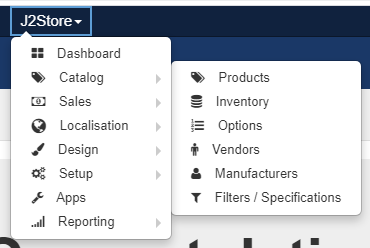 J2Store
Dashboard
Catalog
Sales
Localisation
Design
Setup
Apps
Reporting
Products
Inventory
Options
Vendors
Manufacturers
Filters / Specifications